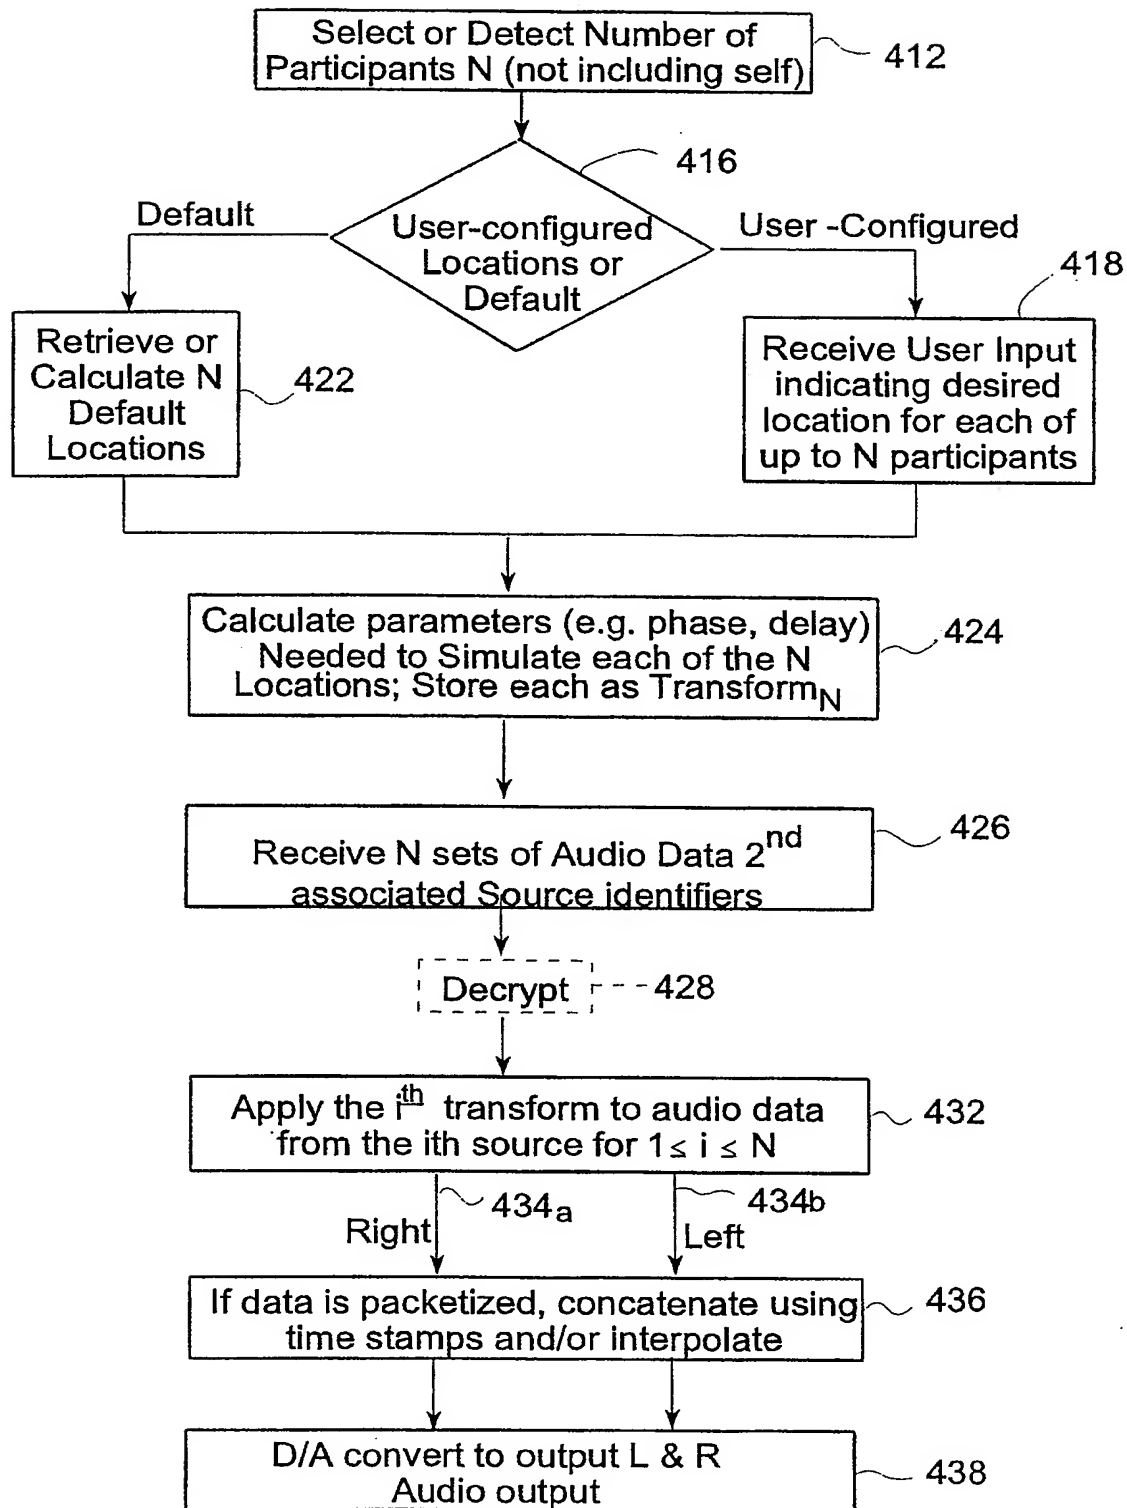 Select or Detect Number of
Participants N (not including self)
412
416
Default
User-configured
Locations or
Default
User -Configured
418
Retrieve or
Calculate N
Default
Locations
422
Receive User Input
indicating desired
location for each of
up to N participants
Calculate parameters (e.g. phase, delay)
Needed to Simulate each of the N
Locations; Store each as TransformN
424
Receive N sets of Audio Data 2nd
associated Source identifiers
426
Decrypt
428
Apply the ith transform to audio data
from the ith source for 1≤ i ≤ N
432
434a
434b
Right
Left
If data is packetized, concatenate using
time stamps and/or interpolate
436
D/A convert to output L & R
Audio output
438